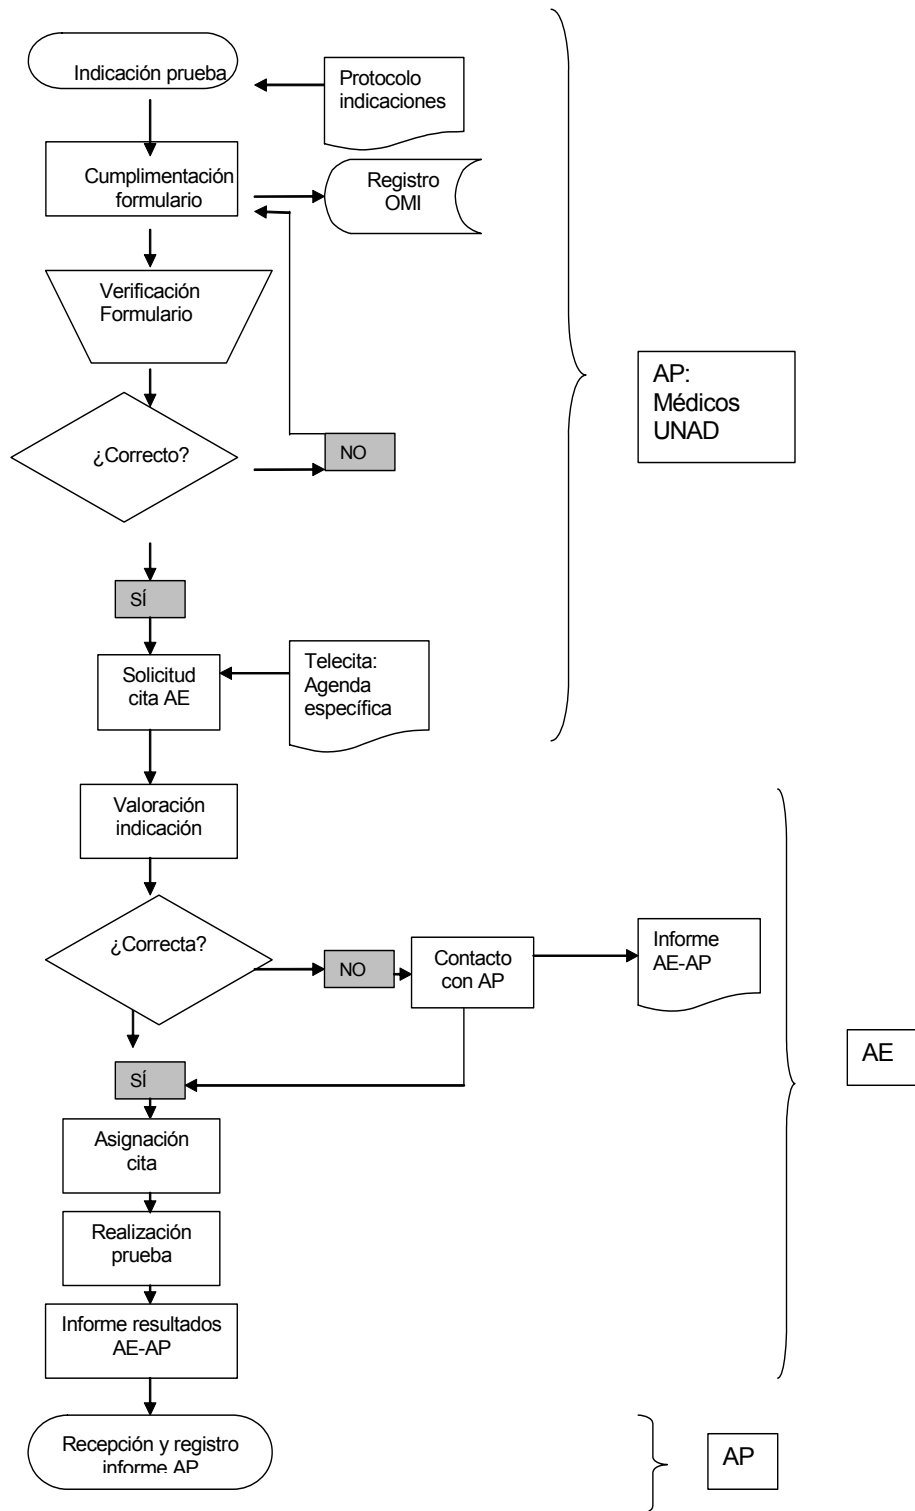 Indicación prueba
Protocolo
indicaciones
Cumplimentación
formulario
Registro
OMI
Verificación
Formulario
AP:
Médicos
UNAD
¿Correcto?
NO
SÍ
Solicitud
cita AE
Telecita:
Agenda
específica
Valoración
indicación
¿Correcta?
NO
Contacto
con AP
Informe
AE-AP
AE
SÍ
Asignación
cita
Realización
prueba
Informe resultados
AE-AP
Recepción y registro
informe AP
AP